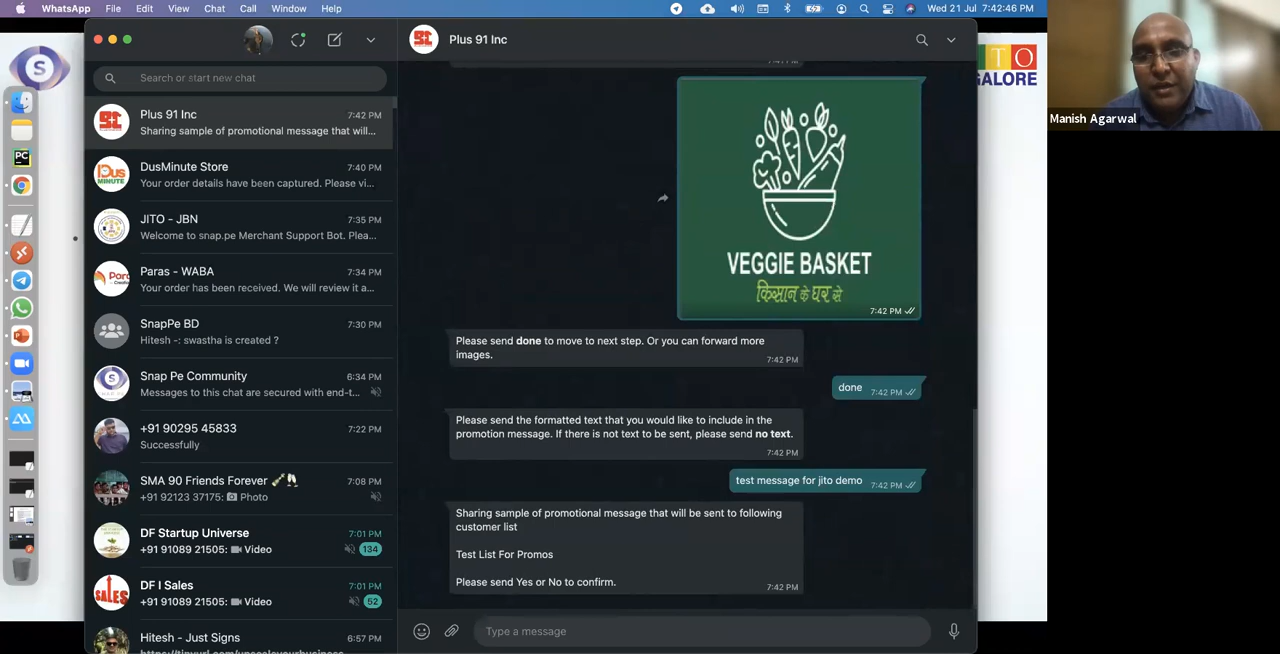 WhatsApp File Edit View Chat Call Window Help
Wed 21 Jul 7:42:46 PM
S
TO
GALORE
PC
Search or start new chat
Plus 91 Inc
7:42 PM
Sharing sample of promotional message that will...
DusMinute Store
7:40 PM
Your order details have been captured. Please vi...
JITO - JBN
7:35 PM
Welcome to snap.pe Merchant Support Bot. Plea...
Paras - WABA
7:34 PM
Your order has been received. We will review it a...
SnapPe BD
7:30 PM
Hitesh -: swastha is created ?
Snap Pe Community
6:34 PM
Messages to this chat are secured with end-t...
+91 90295 45833
7:22 PM
Successfully
SMA 90 Friends Forever
7:08 PM
+91 92123 37175: Photo
DF Startup Universe
7:01 PM
+91 91089 21505: Video
134
DF I Sales
7:01 PM
+91 91089 21505: Video
52
SALES
Hitesh - Just Signs
6:57 PM
Plus 91 Inc
VEGGIE BASKET
किसान के घर से
7:42 PM
Please send done to move to next step. Or you can forward more
images.
7:42 PM
done
7:42 PM
Please send the formatted text that you would like to include in the
promotion message. If there is not text to be sent, please send no text.
7:42 PM
test message for jito demo
7:42 PM
Sharing sample of promotional message that will be sent to following
customer list
Test List For Promos
Please send Yes or No to confirm.
7:42 PM
Type a message
Manish Agarwal